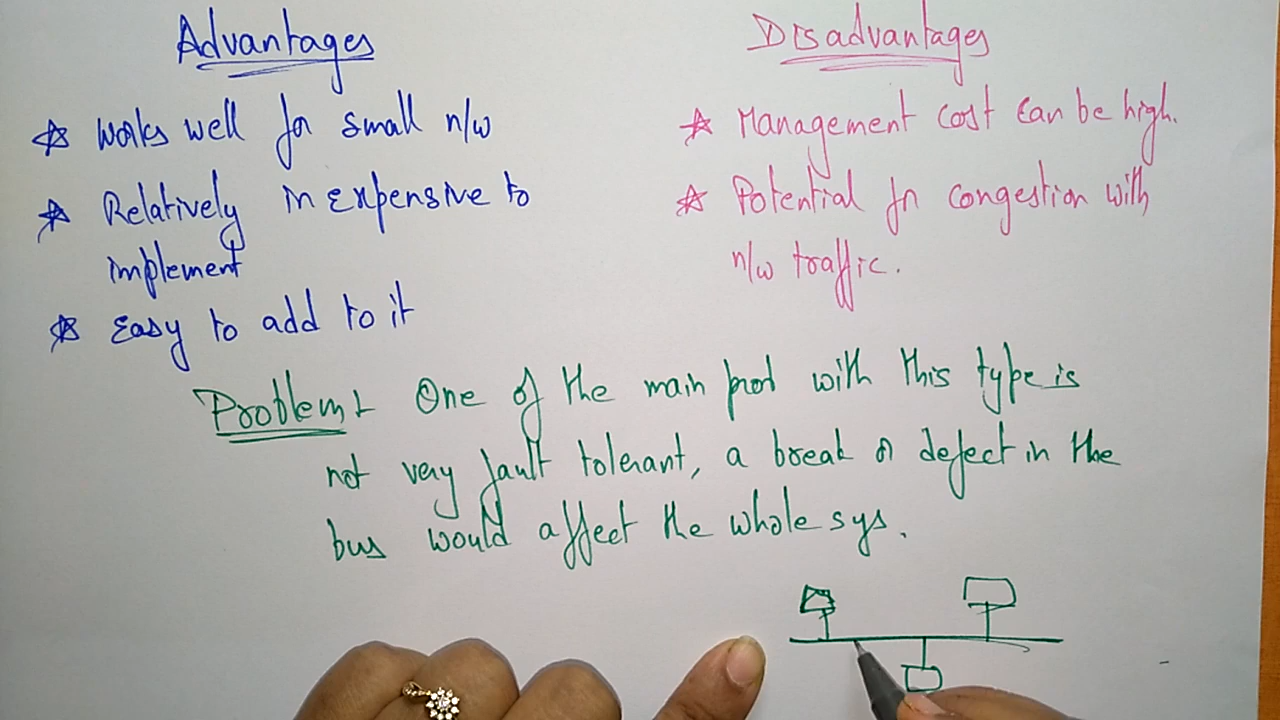 Advantages
☆ works well for small n/w
☆ Relatively inexpensive to
implement
☆ Easy to add to it
Disadvantages
☆ Management cost can be high.
☆ Potential for congestion with
n/w traffic.
Problem:- One of the main prob with this type is
not very fault tolerant, a break or defect in the
bus would affect the whole sys.